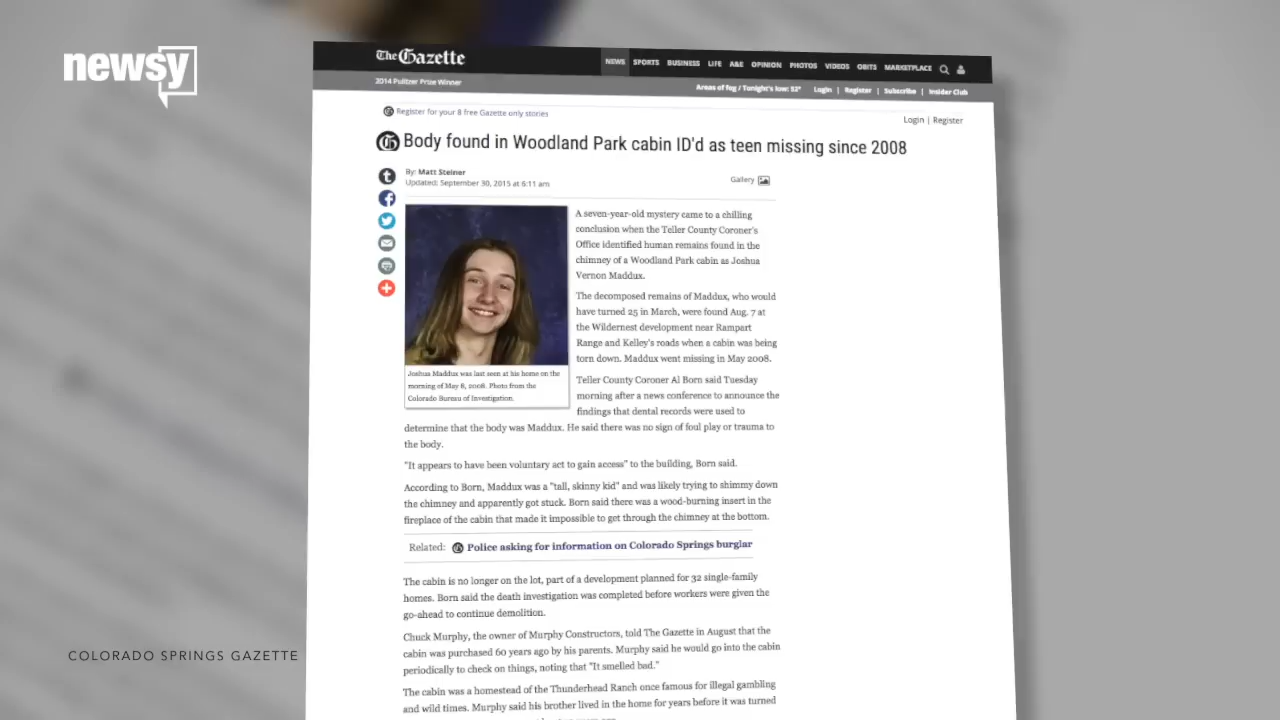 newsy
The Gazette
NEWS SPORTS BUSINESS LIFE A&E OPINION PHOTOS VIDEOS OBITS MARKETPLACE
2014 Pulitzer Prize Winner
Areas of fog / Tonight's low: 52° Login | Register | Subscribe | Insider Club
Register for your 8 free Gazette only stories
Login | Register
Body found in Woodland Park cabin ID'd as teen missing since 2008
By: Matt Steiner
Updated: September 30, 2015 at 6:11 am
Gallery
A seven-year-old mystery came to a chilling
conclusion when the Teller County Coroner's
Office identified human remains found in the
chimney of a Woodland Park cabin as Joshua
Vernon Maddux.
The decomposed remains of Maddux, who would
have turned 25 in March, were found Aug. 7 at
the Wildernest development near Rampart
Range and Kelley's roads when a cabin was being
torn down. Maddux went missing in May 2008.
Joshua Maddux was last seen at his home on the
morning of May 8, 2008. Photo from the
Colorado Bureau of Investigation.
Teller County Coroner Al Born said Tuesday
morning after a news conference to announce the
findings that dental records were used to
determine that the body was Maddux. He said there was no sign of foul play or trauma to
the body.
"It appears to have been voluntary act to gain access" to the building, Born said.
According to Born, Maddux was a "tall, skinny kid" and was likely trying to shimmy down
the chimney and apparently got stuck. Born said there was a wood-burning insert in the
fireplace of the cabin that made it impossible to get through the chimney at the bottom.
Related: Police asking for information on Colorado Springs burglar
The cabin is no longer on the lot, part of a development planned for 32 single-family
homes. Born said the death investigation was completed before workers were given the
go-ahead to continue demolition.
Chuck Murphy, the owner of Murphy Constructors, told The Gazette in August that the
cabin was purchased 60 years ago by his parents. Murphy said he would go into the cabin
periodically to check on things, noting that "It smelled bad."
The cabin was a homestead of the Thunderhead Ranch once famous for illegal gambling
and wild times. Murphy said his brother lived in the home for years before it was turned
COLORADO SPRINGS GAZETTE